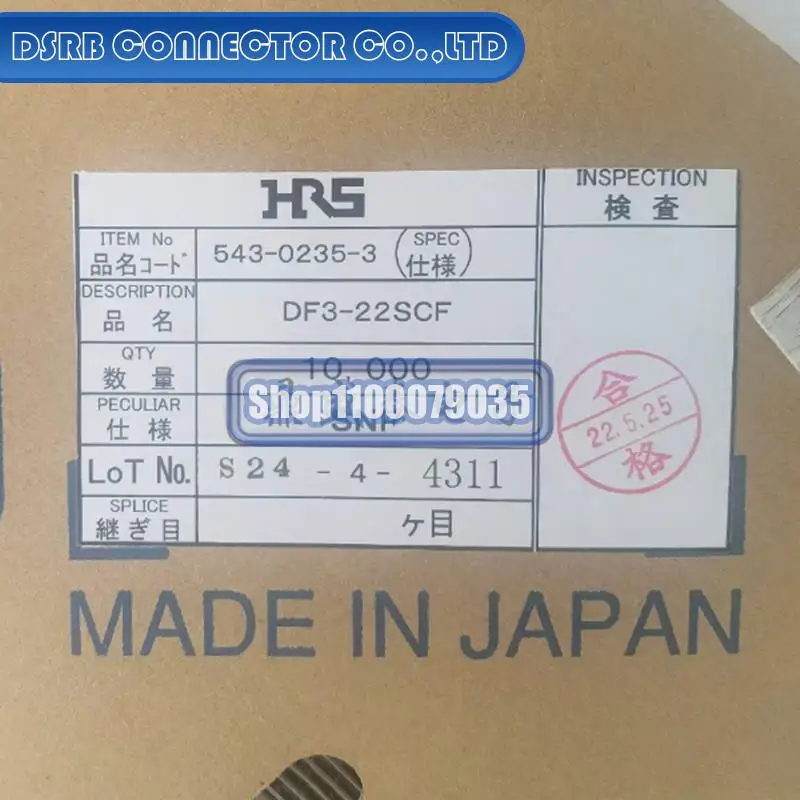 DSRB CONNECTOR CO.,LTD
HRS
INSPECTION
検 査
ITEM No
品名コード
543-0235-3
SPEC
仕様
DESCRIPTION
品 名
DF3-22SCF
QTY
数 量
10,000
Shop1100079035
PECULIAR
仕 様
SNP
合
22.5.25
格
LoT No.
S24 - 4 - 4311
SPLICE
継ぎ目
ケ目
MADE IN JAPAN